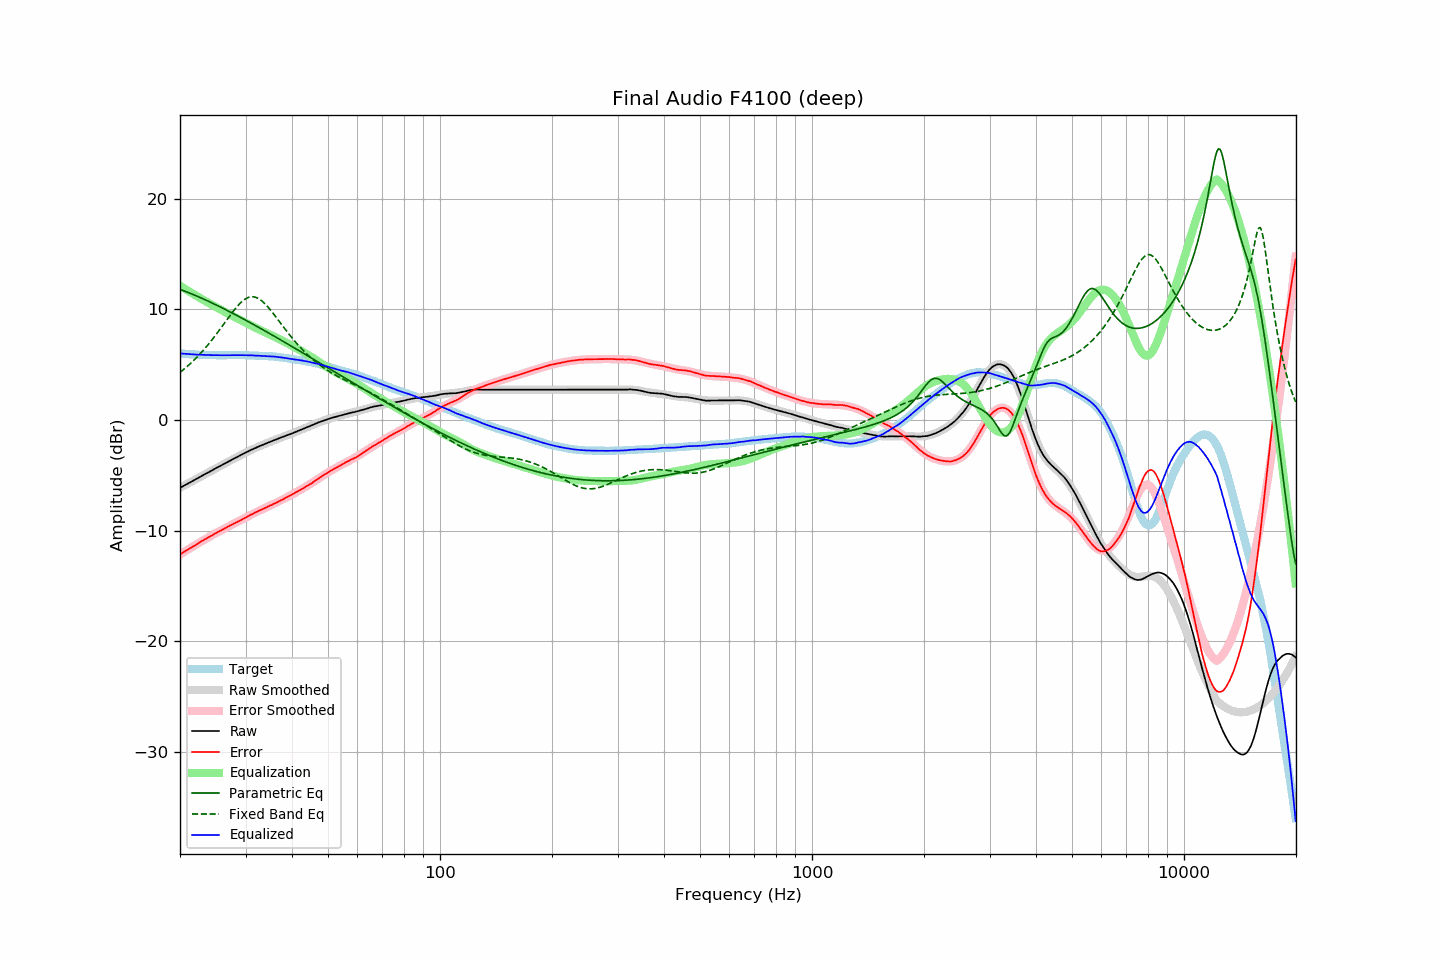 Final Audio F4100 (deep)
Amplitude (dBr)
20
10
0
−10
−20
−30
Target
Raw Smoothed
Error Smoothed
Raw
Error
Equalization
Parametric Eq
Fixed Band Eq
Equalized
100
1000
10000
Frequency (Hz)